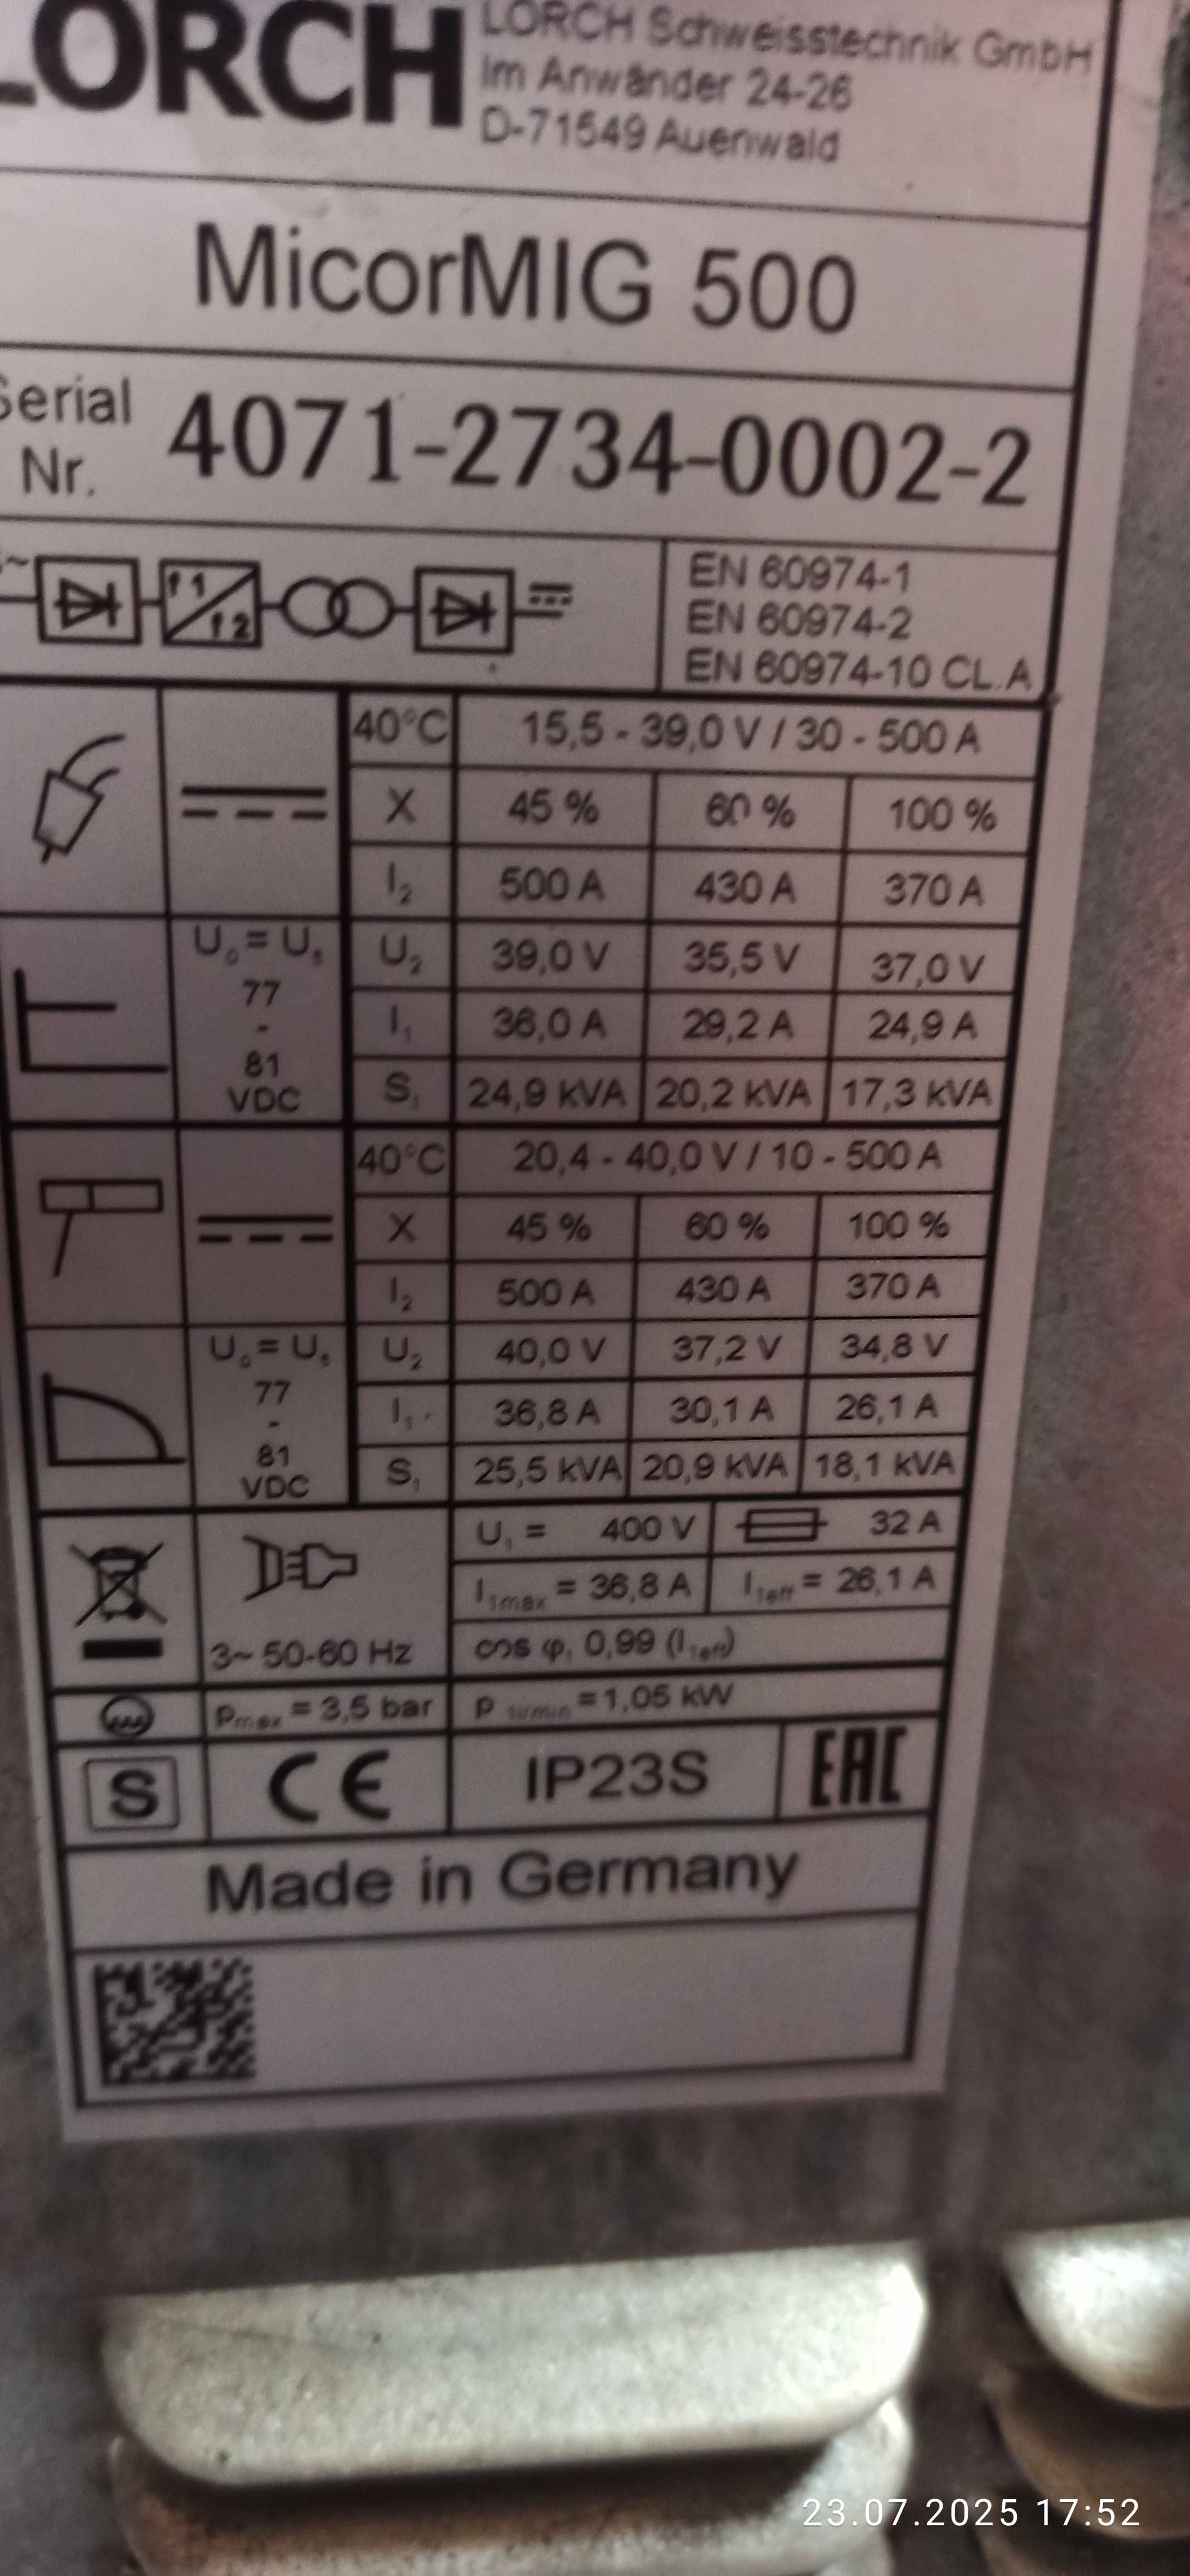 LORCH
LORCH Schweisstechnik GmbH
Im Anwänder 24-26
D-71549 Auenwald
MicorMIG 500
Serial Nr. 4071-2734-0002-2
f1
f2
EN 60974-1
EN 60974-2
EN 60974-10 CL.A
40°C 15,5 - 39,0 V / 30 - 500 A
X 45 % 60 % 100 %
I₂ 500 A 430 A 370 A
U₀ = Uₛ
77
-
81
VDC
U₂ 39,0 V 35,5 V 37,0 V
I₁ 36,0 A 29,2 A 24,9 A
S₁ 24,9 kVA 20,2 kVA 17,3 kVA
40°C 20,4 - 40,0 V / 10 - 500 A
X 45 % 60 % 100 %
I₂ 500 A 430 A 370 A
U₀ = Uₛ
77
-
81
VDC
U₂ 40,0 V 37,2 V 34,8 V
I₁ 36,8 A 30,1 A 26,1 A
S₁ 25,5 kVA 20,9 kVA 18,1 kVA
U₁ = 400 V 32 A
I1max = 36,8 A I1eff = 26,1 A
3~ 50-60 Hz
cos φ₁ 0,99 (I1eff)
pmax = 3,5 bar
P 1l/min = 1,05 kW
S CE IP23S EAC
Made in Germany
23.07.2025 17:52